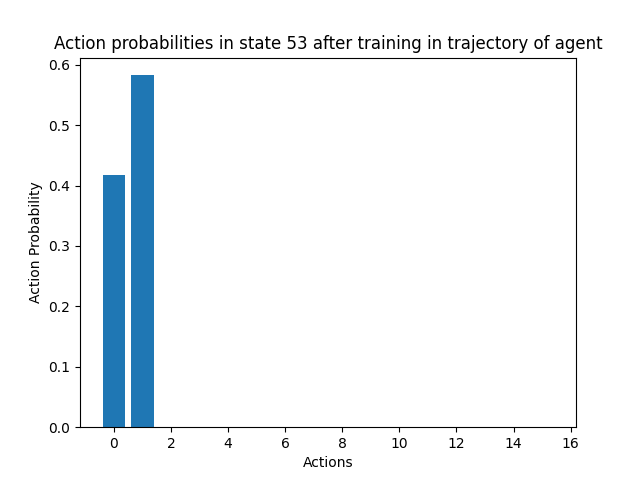 Action probabilities in state 53 after training in trajectory of agent
0.6
0.5
0.4
0.3
0.2
0.1
0.0
Action Probability
0 2 4 6 8 10 12 14 16
Actions